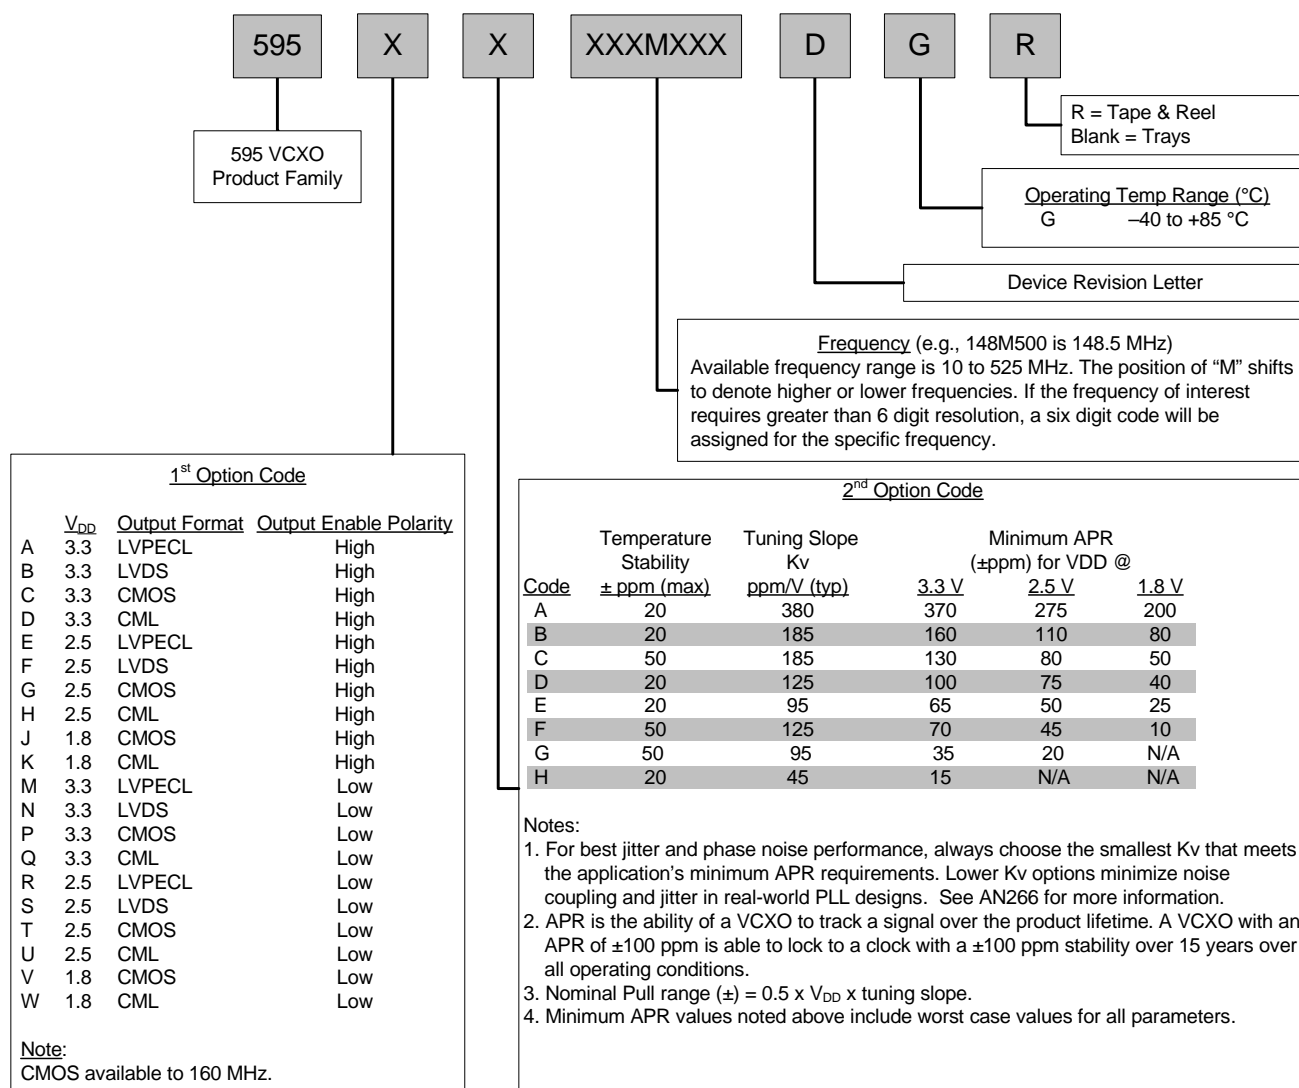 595 X X XXXMXXX D G R
R = Tape & Reel
Blank = Trays
595 VCXO
Product Family
Operating Temp Range (°C)
G –40 to +85 °C
Device Revision Letter
Frequency (e.g., 148M500 is 148.5 MHz)
Available frequency range is 10 to 525 MHz. The position of “M” shifts
to denote higher or lower frequencies. If the frequency of interest
requires greater than 6 digit resolution, a six digit code will be
assigned for the specific frequency.
1st Option Code
VDD Output Format Output Enable Polarity
A 3.3 LVPECL High
B 3.3 LVDS High
C 3.3 CMOS High
D 3.3 CML High
E 2.5 LVPECL High
F 2.5 LVDS High
G 2.5 CMOS High
H 2.5 CML High
J 1.8 CMOS High
K 1.8 CML High
M 3.3 LVPECL Low
N 3.3 LVDS Low
P 3.3 CMOS Low
Q 3.3 CML Low
R 2.5 LVPECL Low
S 2.5 LVDS Low
T 2.5 CMOS Low
U 2.5 CML Low
V 1.8 CMOS Low
W 1.8 CML Low
Note:
CMOS available to 160 MHz.
2nd Option Code
Temperature Tuning Slope Minimum APR
Stability Kv (±ppm) for VDD @
Code ± ppm (max) ppm/V (typ) 3.3 V 2.5 V 1.8 V
A 20 380 370 275 200
B 20 185 160 110 80
C 50 185 130 80 50
D 20 125 100 75 40
E 20 95 65 50 25
F 50 125 70 45 10
G 50 95 35 20 N/A
H 20 45 15 N/A N/A
Notes:
1. For best jitter and phase noise performance, always choose the smallest Kv that meets
the application’s minimum APR requirements. Lower Kv options minimize noise
coupling and jitter in real-world PLL designs. See AN266 for more information.
2. APR is the ability of a VCXO to track a signal over the product lifetime. A VCXO with an
APR of ±100 ppm is able to lock to a clock with a ±100 ppm stability over 15 years over
all operating conditions.
3. Nominal Pull range (±) = 0.5 x VDD x tuning slope.
4. Minimum APR values noted above include worst case values for all parameters.